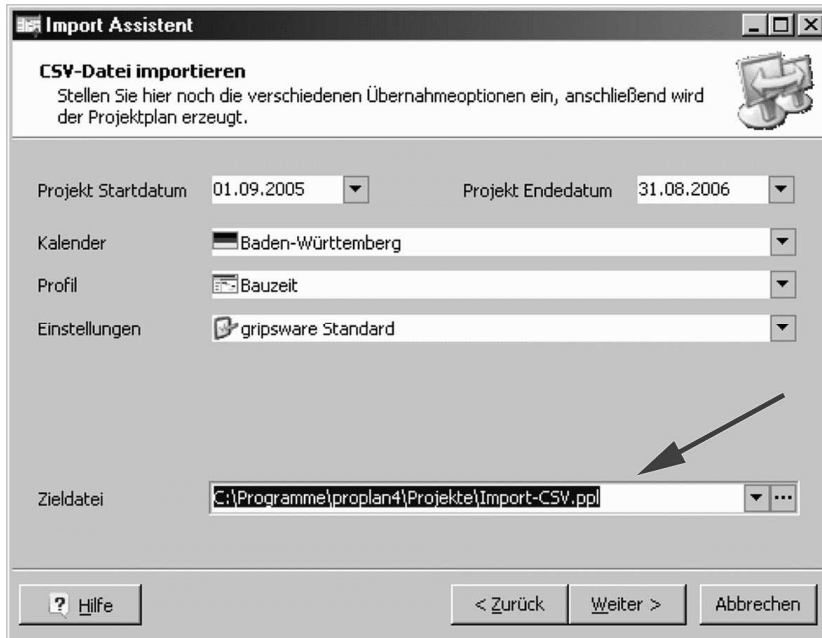 Import Assistent
CSV-Datei importieren
Stellen Sie hier noch die verschiedenen Übernahmeoptionen ein, anschließend wird
der Projektplan erzeugt.
Projekt Startdatum 01.09.2005 Projekt Endedatum 31.08.2006
Kalender Baden-Württemberg
Profil Bauzeit
Einstellungen gripsware Standard
Zieldatei C:\Programme\proplan4\Projekte\Import-CSV.ppl ...
? Hilfe < Zurück Weiter > Abbrechen